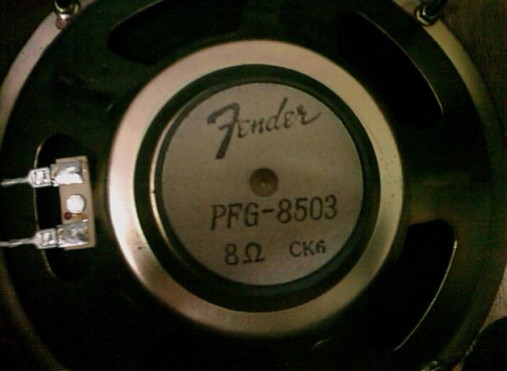 Fender
PFG-8503
8Ω CK6